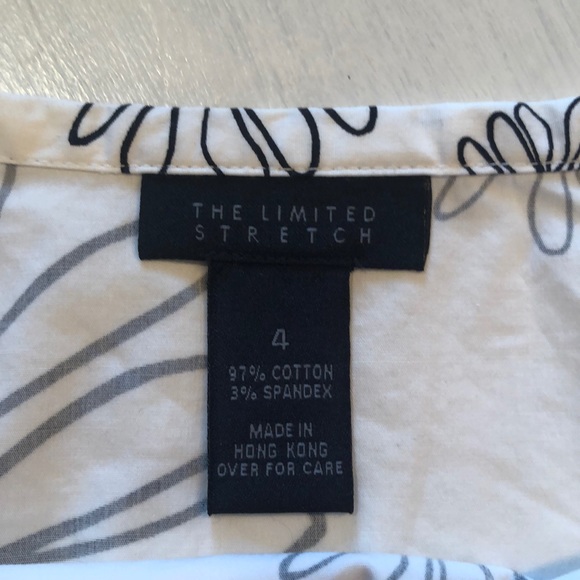 THE LIMITED
STRETCH
4
97% COTTON
3% SPANDEX
MADE IN
HONG KONG
OVER FOR CARE